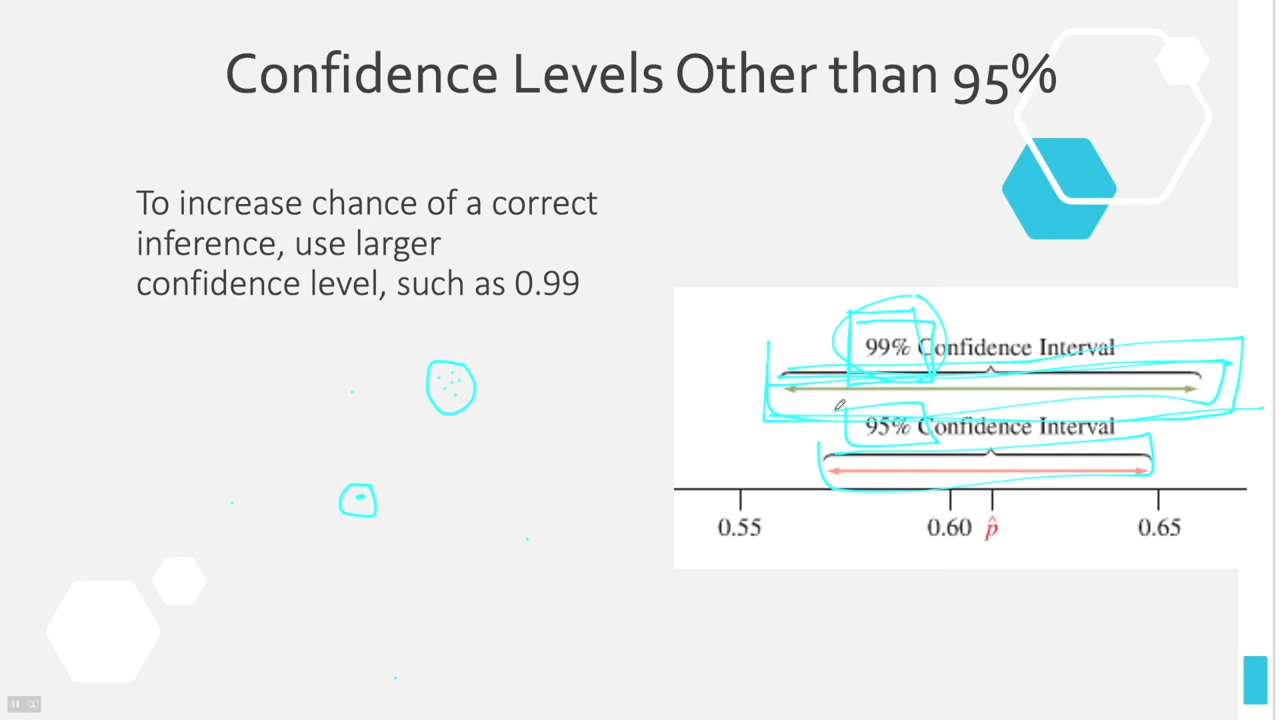 Confidence Levels Other than 95%
To increase chance of a correct
inference, use larger
confidence level, such as 0.99
99% Confidence Interval
95% Confidence Interval
0.55 0.60 p̂ 0.65